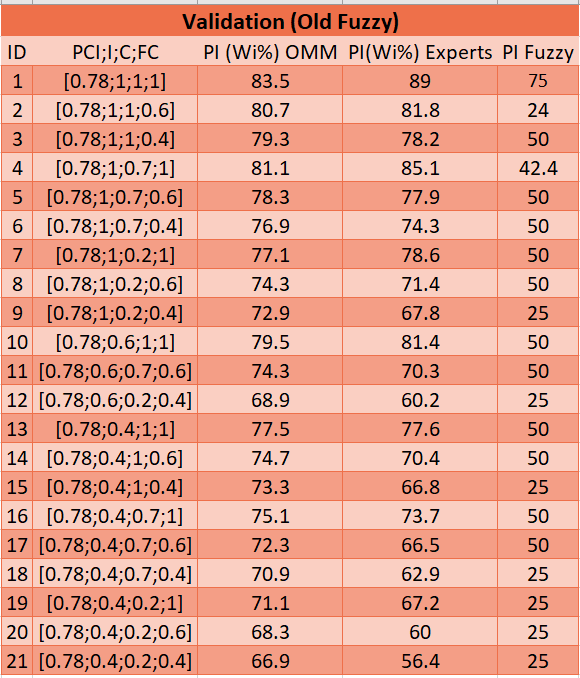 Validation (Old Fuzzy)
ID PCI;I;C;FC PI (Wi%) OMM PI(Wi%) Experts PI Fuzzy
1 [0.78;1;1;1] 83.5 89 75
2 [0.78;1;1;0.6] 80.7 81.8 24
3 [0.78;1;1;0.4] 79.3 78.2 50
4 [0.78;1;0.7;1] 81.1 85.1 42.4
5 [0.78;1;0.7;0.6] 78.3 77.9 50
6 [0.78;1;0.7;0.4] 76.9 74.3 50
7 [0.78;1;0.2;1] 77.1 78.6 50
8 [0.78;1;0.2;0.6] 74.3 71.4 50
9 [0.78;1;0.2;0.4] 72.9 67.8 25
10 [0.78;0.6;1;1] 79.5 81.4 50
11 [0.78;0.6;0.7;0.6] 74.3 70.3 50
12 [0.78;0.6;0.2;0.4] 68.9 60.2 25
13 [0.78;0.4;1;1] 77.5 77.6 50
14 [0.78;0.4;1;0.6] 74.7 70.4 50
15 [0.78;0.4;1;0.4] 73.3 66.8 25
16 [0.78;0.4;0.7;1] 75.1 73.7 50
17 [0.78;0.4;0.7;0.6] 72.3 66.5 50
18 [0.78;0.4;0.7;0.4] 70.9 62.9 25
19 [0.78;0.4;0.2;1] 71.1 67.2 25
20 [0.78;0.4;0.2;0.6] 68.3 60 25
21 [0.78;0.4;0.2;0.4] 66.9 56.4 25